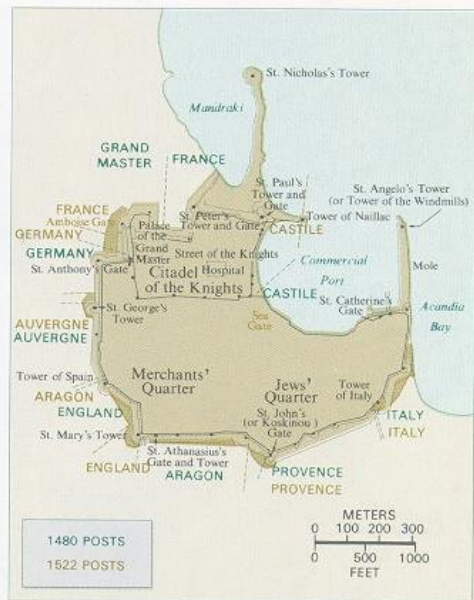 St. Nicholas's Tower
Mandraki
GRAND
MASTER
FRANCE
St. Paul's
Tower and
Gate
St. Angelo's Tower
(or Tower of the Windmills)
FRANCE
Amboise Gate
St. Peter's
Tower and Gate
Tower of Naillac
CASTILE
GERMANY
Palace
of the
Grand
Master
Street of the Knights
GERMANY
St. Anthony's Gate
Citadel
of the Knights
Hospital
Commercial
Port
Mole
CASTILE
St. Catherine's
Gate
Acandia
Bay
St. George's
Tower
Sea
Gate
AUVERGNE
AUVERGNE
Tower of Spain
Merchants'
Quarter
Jews'
Quarter
Tower
of Italy
ARAGON
ENGLAND
St. John's
(or Koskinou)
Gate
ITALY
ITALY
St. Mary's Tower
ENGLAND
St. Athanasius's
Gate and Tower
ARAGON
PROVENCE
PROVENCE
1480 POSTS
1522 POSTS
METERS
0 100 200 300
0 500 1000
FEET